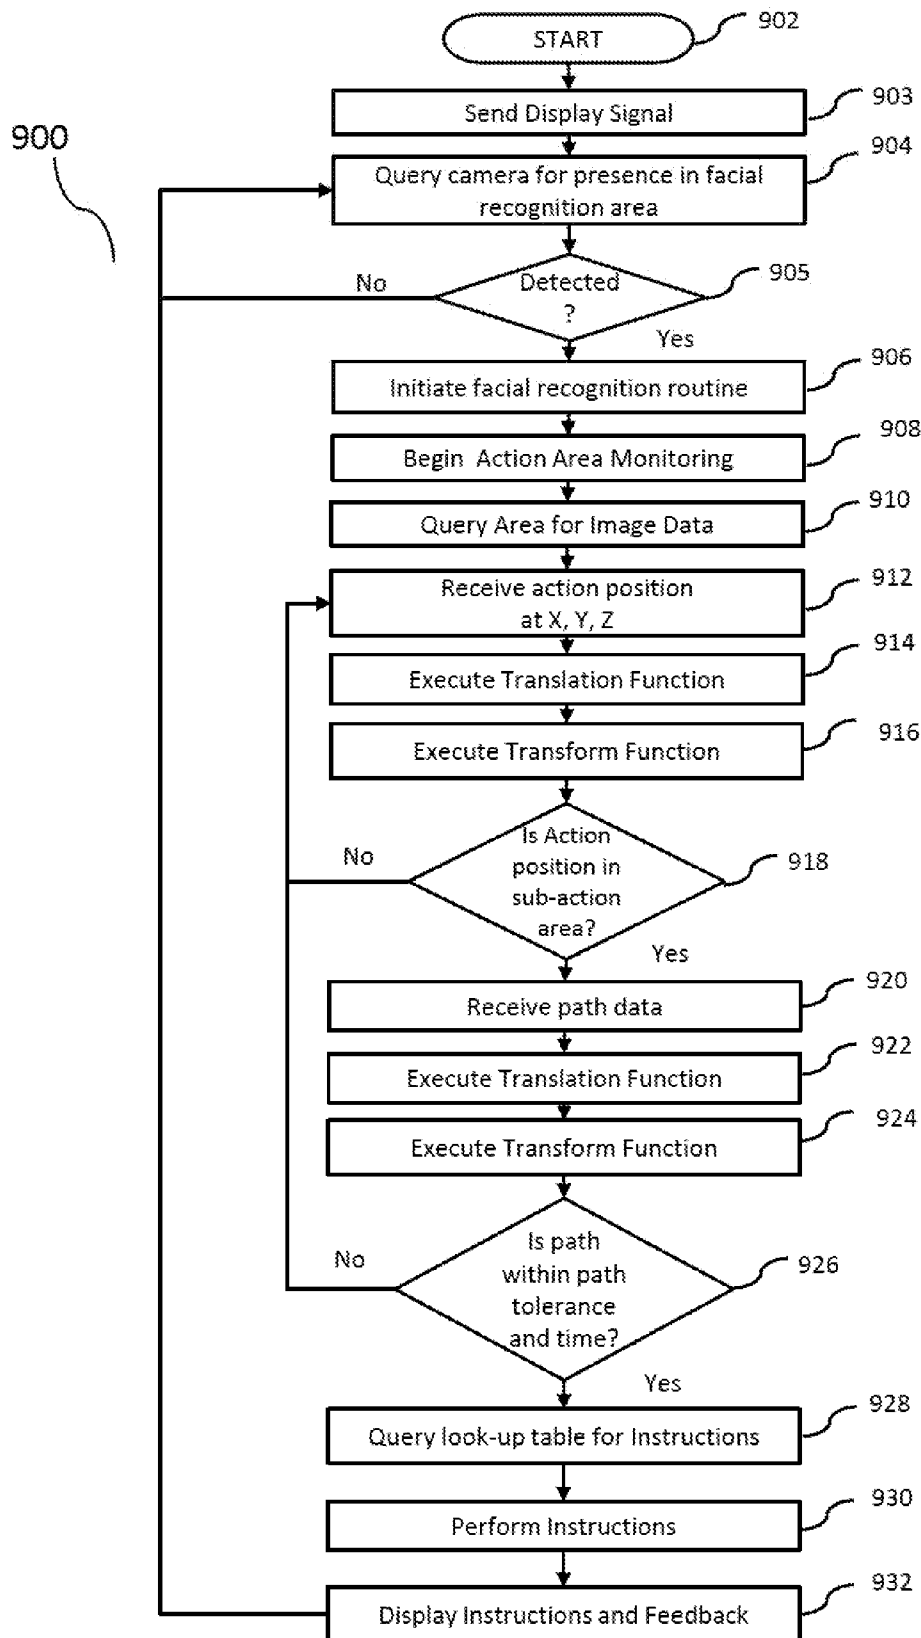 902
START
903
Send Display Signal
900
904
Query camera for presence in facial
recognition area
905
No
Detected
?
Yes
906
Initiate facial recognition routine
908
Begin Action Area Monitoring
910
Query Area for Image Data
912
Receive action position
at X, Y, Z
914
Execute Translation Function
916
Execute Transform Function
No
Is Action
position in
sub-action
area?
918
Yes
920
Receive path data
922
Execute Translation Function
924
Execute Transform Function
No
Is path
within path
tolerance
and time?
926
Yes
928
Query look-up table for Instructions
930
Perform Instructions
932
Display Instructions and Feedback